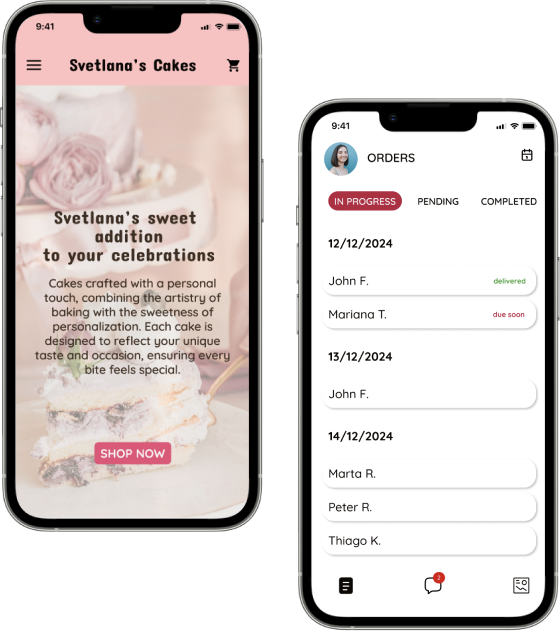 9:41
Svetlana's Cakes
Svetlana's sweet
addition
to your celebrations
Cakes crafted with a personal
touch, combining the artistry of
baking with the sweetness of
personalization. Each cake is
designed to reflect your unique
taste and occasion, ensuring every
bite feels special.
SHOP NOW
9:41
ORDERS
IN PROGRESS PENDING COMPLETED
12/12/2024
John F. delivered
Mariana T. due soon
13/12/2024
John F.
14/12/2024
Marta R.
Peter R.
Thiago K.
2